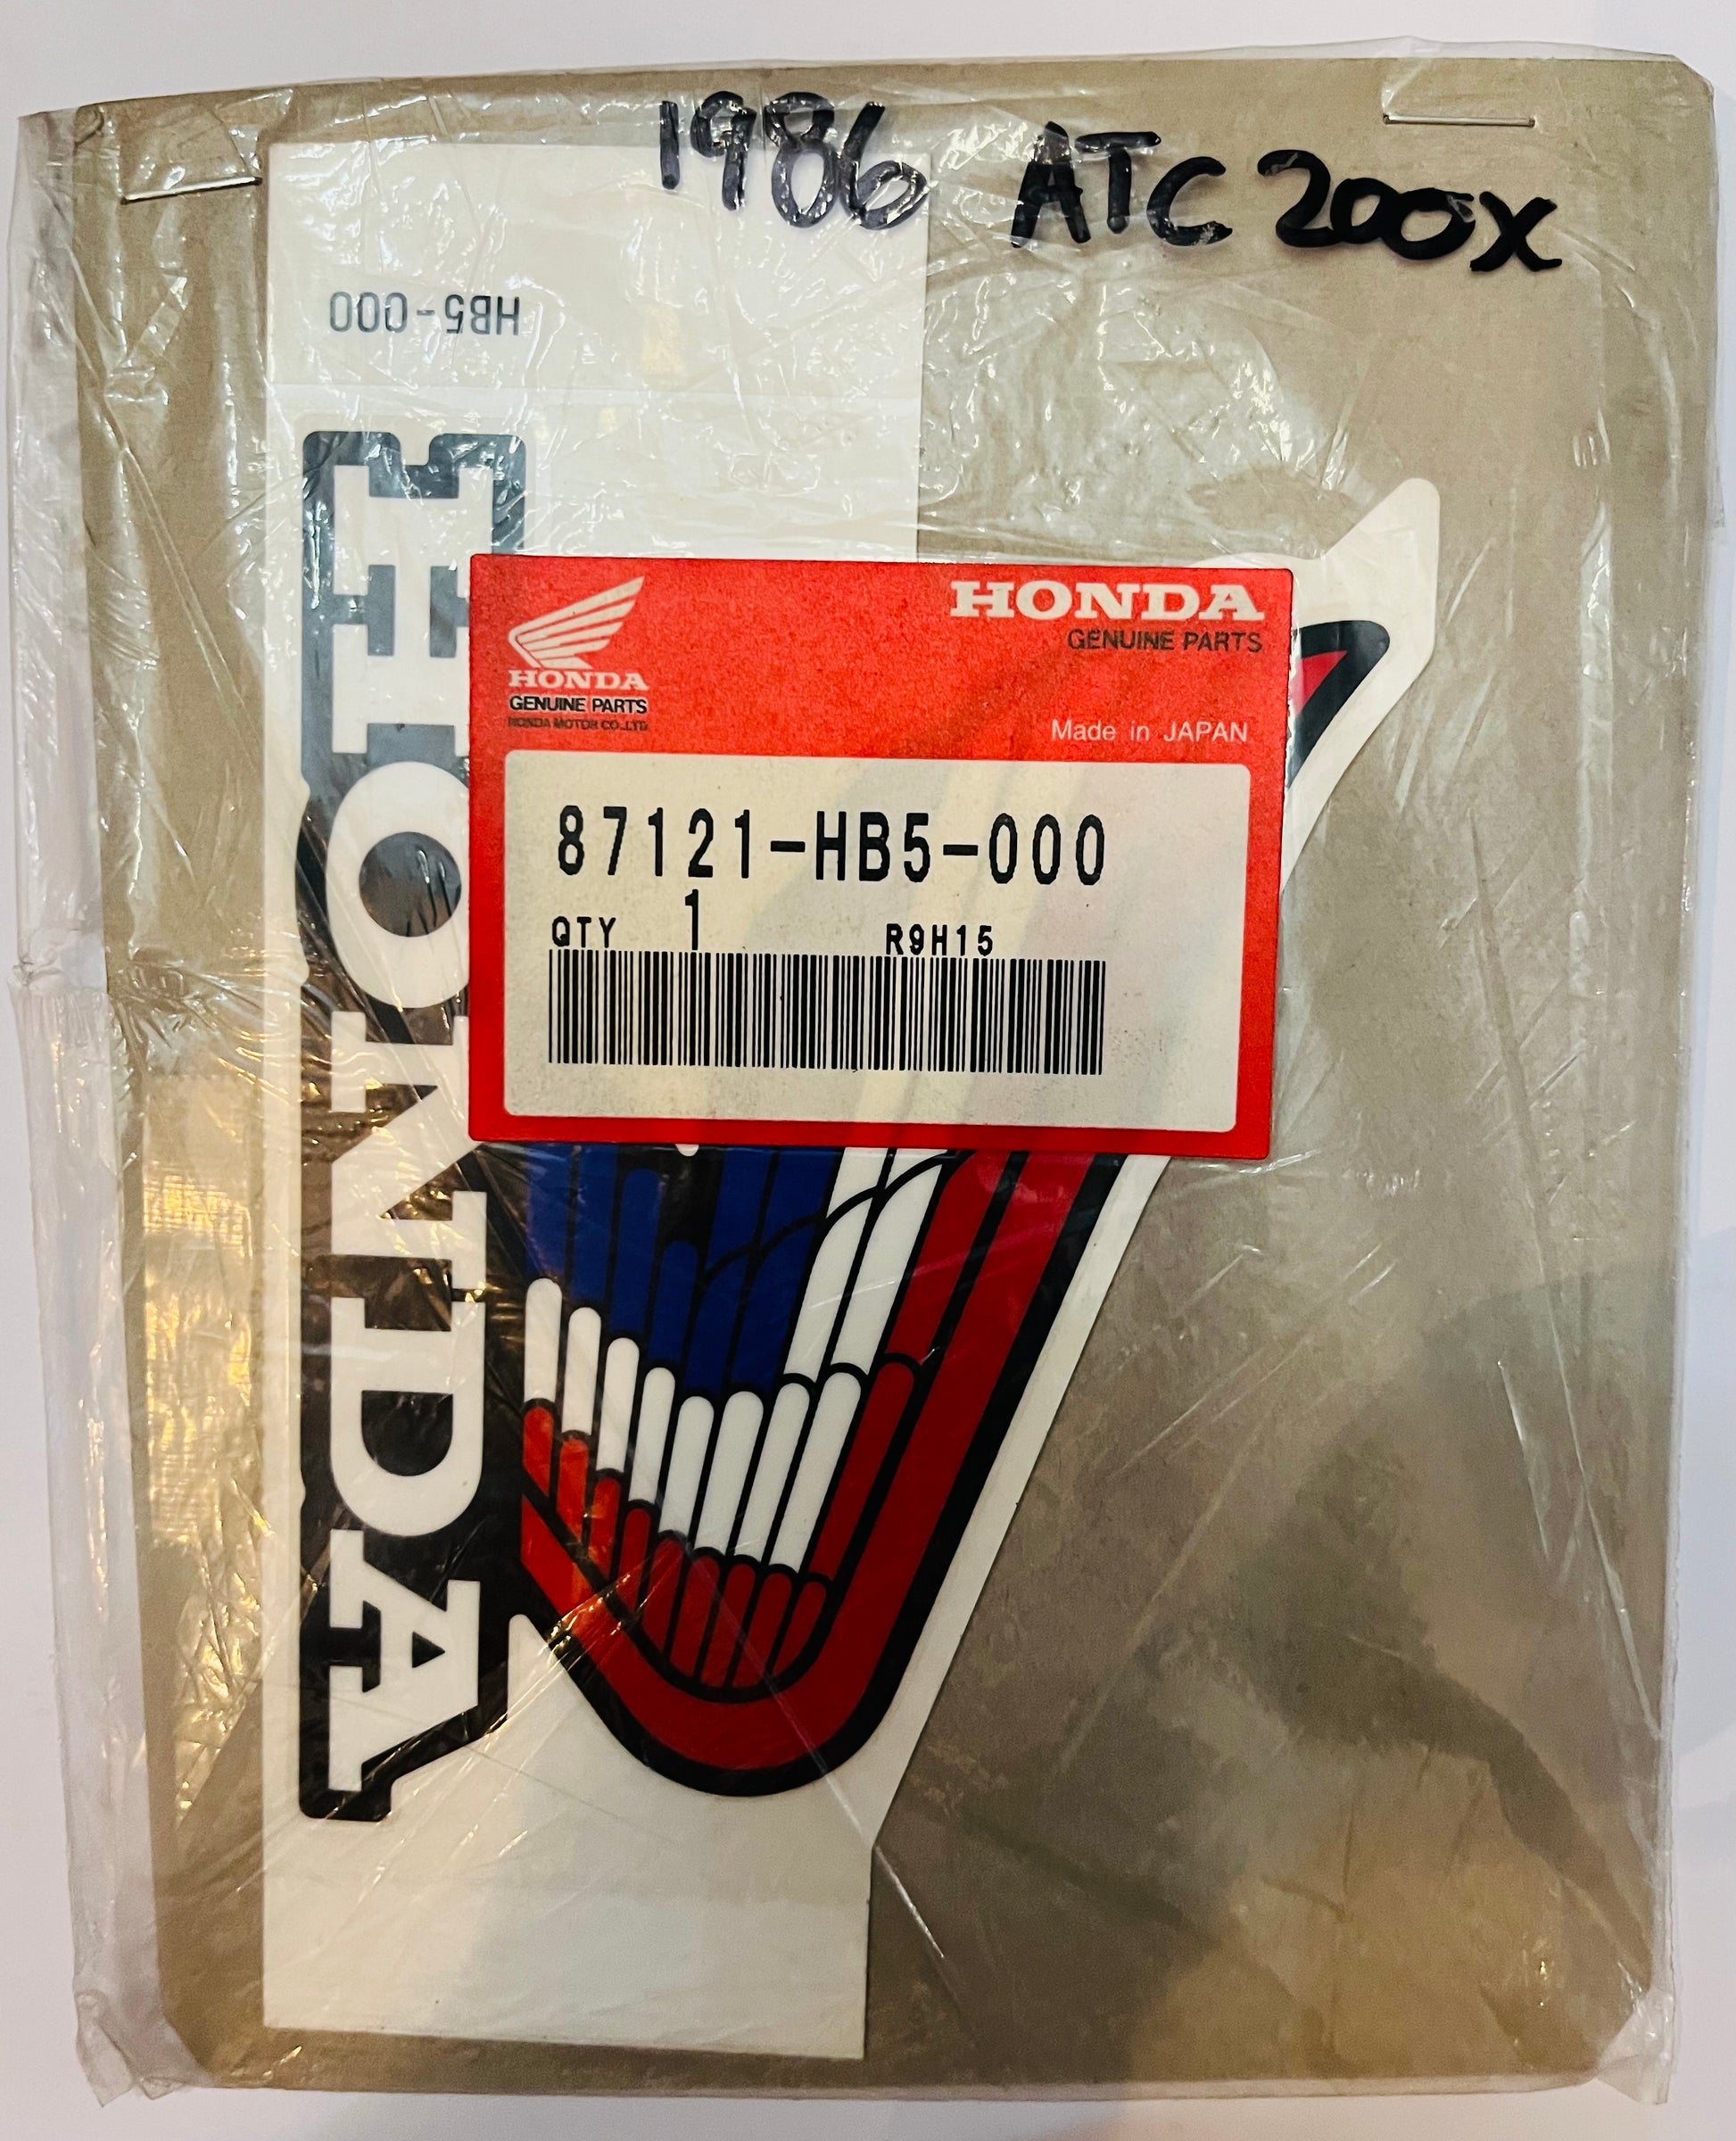 1986 ATC 200X
HB5-000
HONDA
HONDA
GENUINE PARTS
HONDA
GENUINE PARTS
HONDA MOTOR CO.,LTD.
Made in JAPAN
87121-HB5-000
QTY 1 R9H15